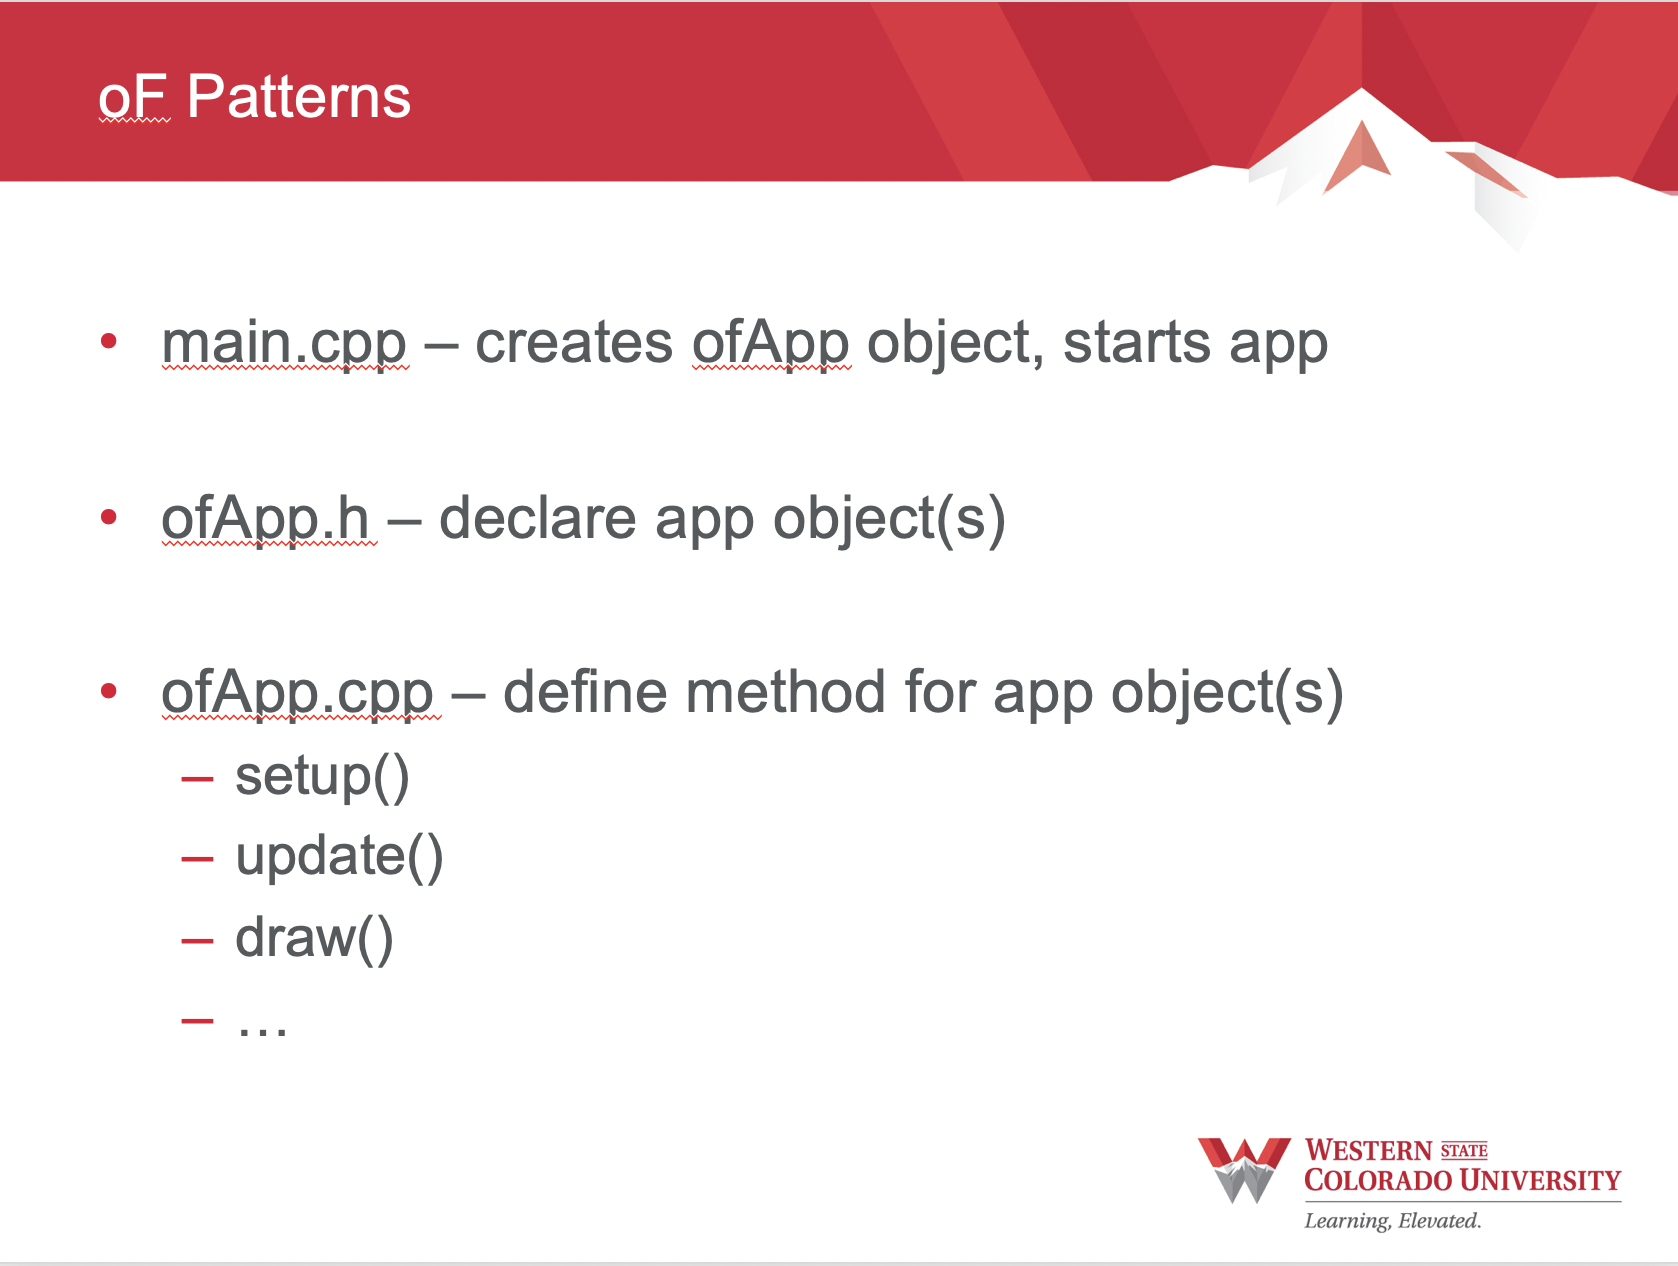 oF Patterns
• main.cpp – creates ofApp object, starts app
• ofApp.h – declare app object(s)
• ofApp.cpp – define method for app object(s)
– setup()
– update()
– draw()
– …
WESTERN STATE
COLORADO UNIVERSITY
Learning, Elevated.